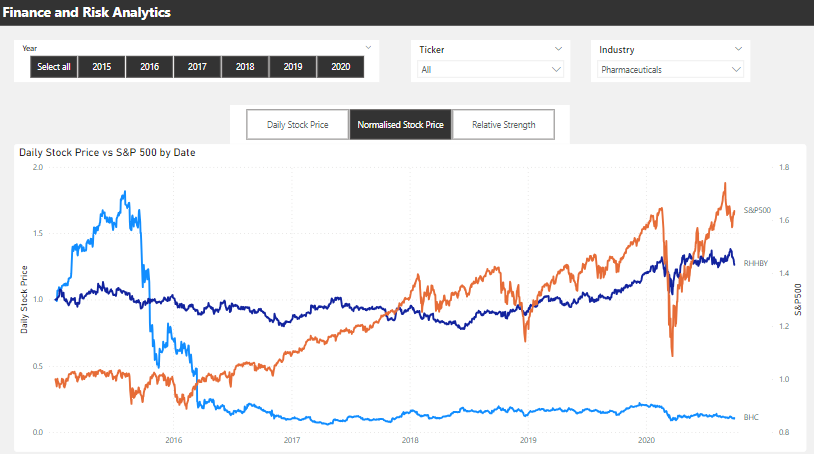 Finance and Risk Analytics
Year
Select all 2015 2016 2017 2018 2019 2020
Ticker
All
Industry
Pharmaceuticals
Daily Stock Price Normalised Stock Price Relative Strength
Daily Stock Price vs S&P 500 by Date
2.0
1.5
1.0
0.5
0.0
Daily Stock Price
1.8
1.6
1.4
1.2
1.0
0.8
S&P500
S&P500
RHHBY
BHC
2016 2017 2018 2019 2020